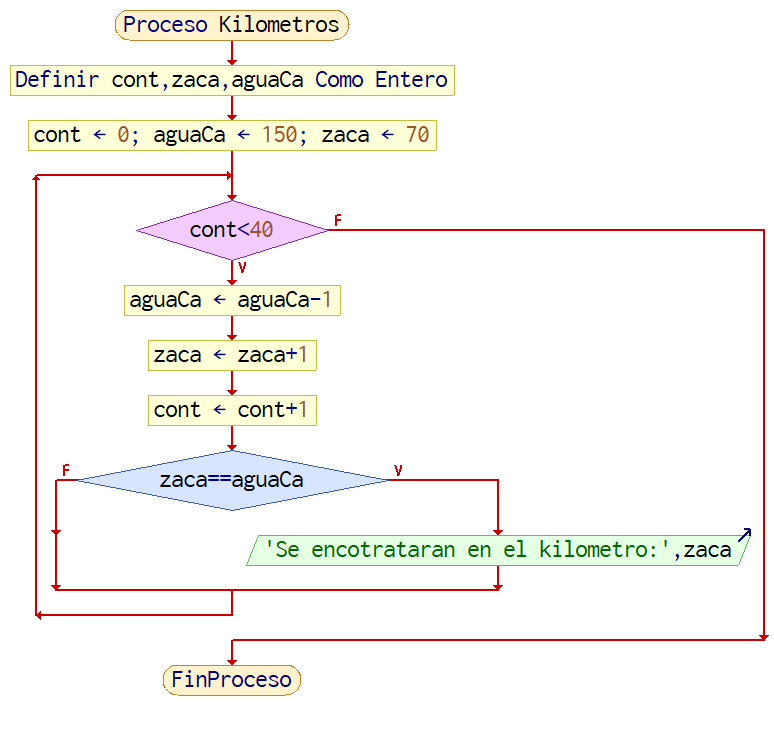 Proceso Kilometros
Definir cont,zaca,aguaCa Como Entero
cont ← 0; aguaCa ← 150; zaca ← 70
cont<40
F
V
aguaCa ← aguaCa-1
zaca ← zaca+1
cont ← cont+1
F
zaca==aguaCa
V
'Se encotrataran en el kilometro:',zaca
FinProceso